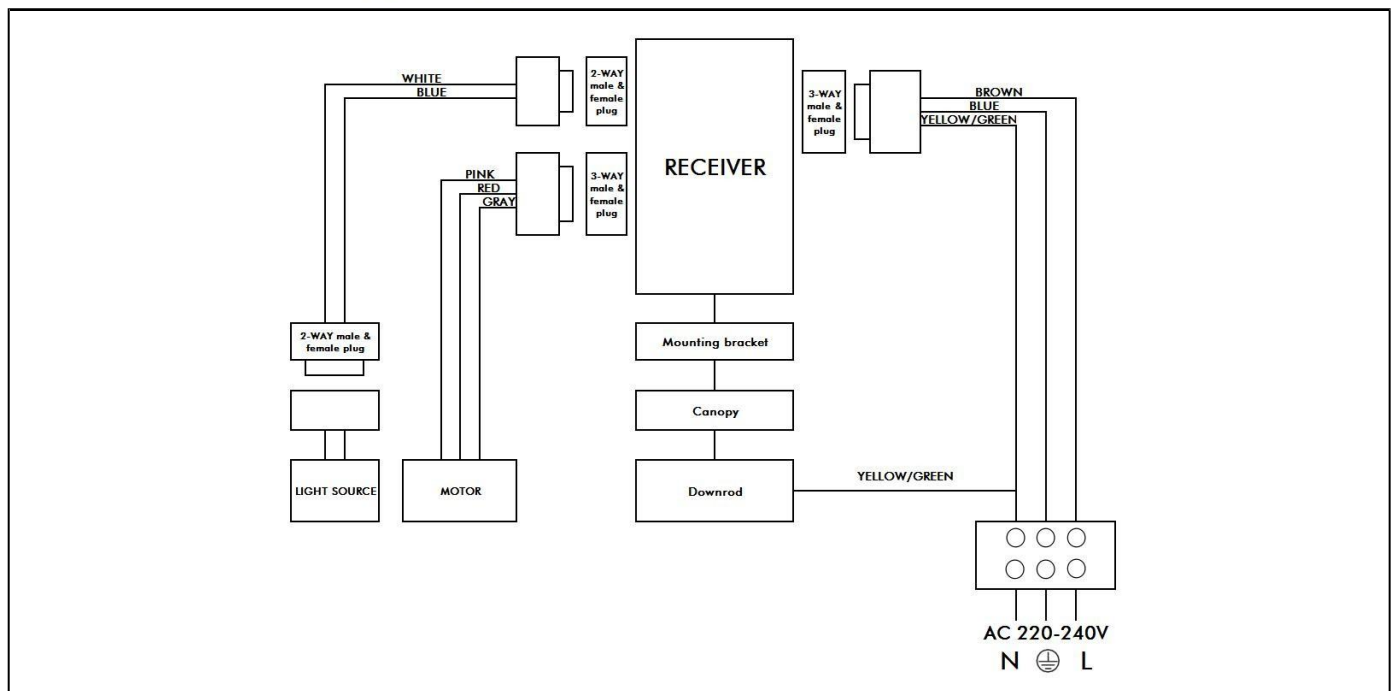 WHITE
BLUE
2-WAY
male &
female
plug
PINK
RED
GRAY
3-WAY
male &
female
plug
RECEIVER
3-WAY
male &
female
plug
BROWN
BLUE
YELLOW/GREEN
2-WAY male &
female plug
Mounting bracket
Canopy
LIGHT SOURCE
MOTOR
Downrod
YELLOW/GREEN
AC 220-240V
N L